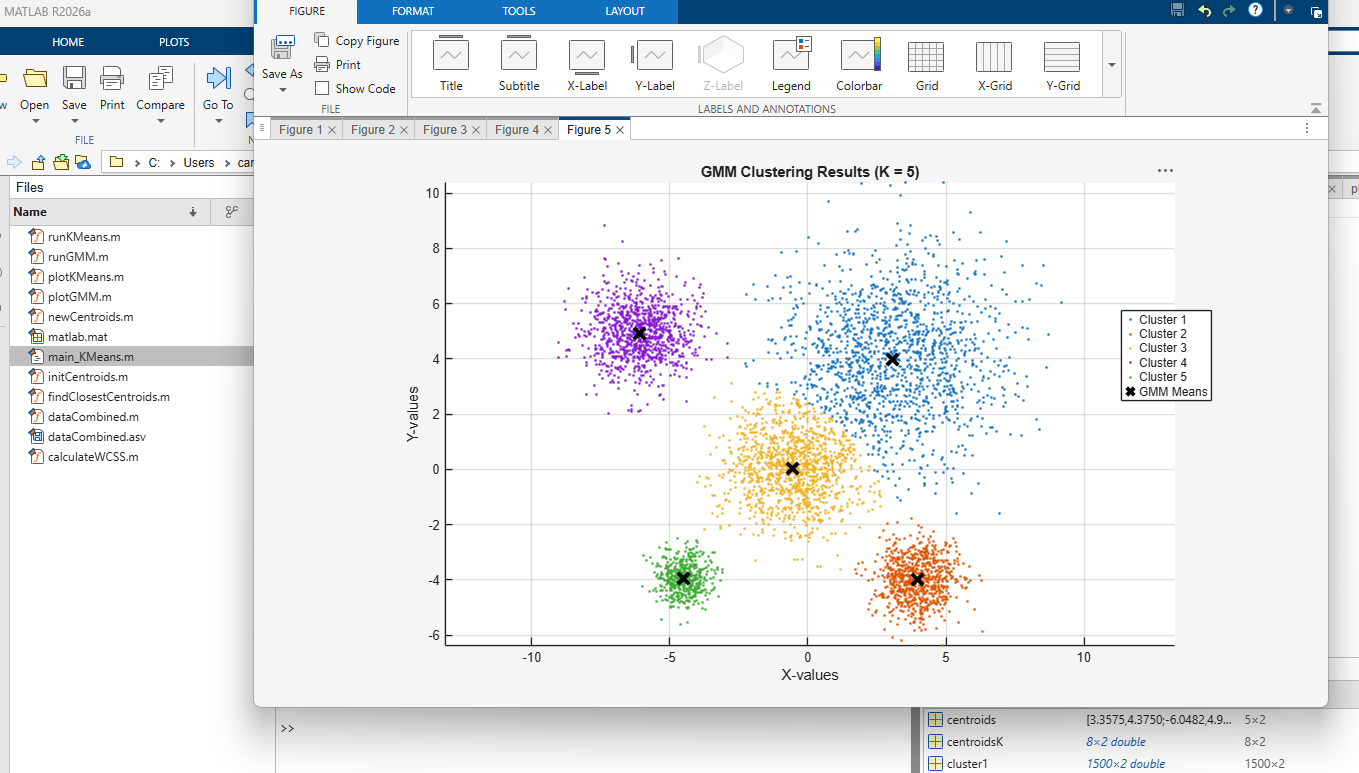 MATLAB R2026a
HOME PLOTS
Open Save Print Compare Go To
FILE
C: Users
Files
Name
runKMeans.m
runGMM.m
plotKMeans.m
plotGMM.m
newCentroids.m
matlab.mat
main_KMeans.m
initCentroids.m
findClosestCentroids.m
dataCombined.m
dataCombined.asv
calculateWCSS.m
FIGURE FORMAT TOOLS LAYOUT
Save As
Copy Figure
Print
Show Code
FILE
Title Subtitle X-Label Y-Label Z-Label Legend Colorbar Grid X-Grid Y-Grid
LABELS AND ANNOTATIONS
Figure 1 Figure 2 Figure 3 Figure 4 Figure 5
GMM Clustering Results (K = 5)
10
8
6
4
2
0
-2
-4
-6
Y-values
-10 -5 0 5 10
X-values
Cluster 1
Cluster 2
Cluster 3
Cluster 4
Cluster 5
GMM Means
>>
centroids [3.3575,4.3750;-6.0482,4.9... 5×2
centroidsK 8×2 double 8×2
cluster1 1500×2 double 1500×2